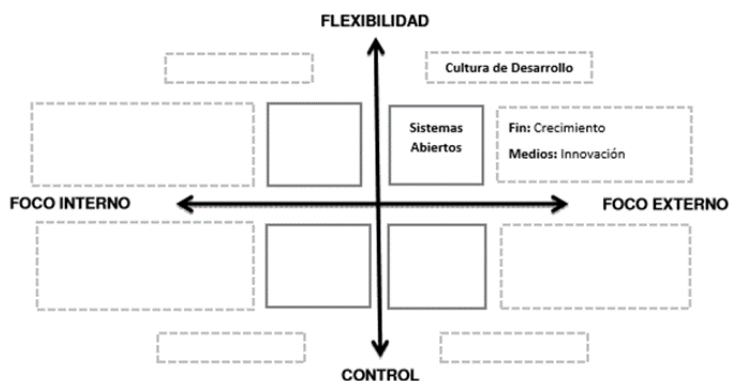 FLEXIBILIDAD
Cultura de Desarrollo
Sistemas
Abiertos
Fin: Crecimiento
Medios: Innovación
FOCO INTERNO
FOCO EXTERNO
CONTROL